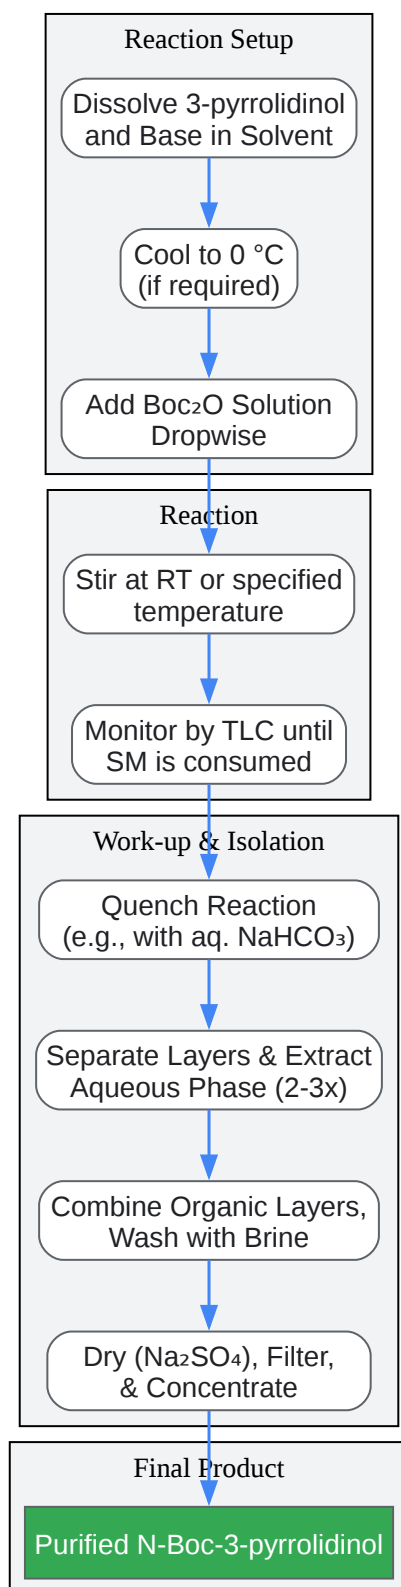 Reaction Setup
Dissolve 3-pyrrolidinol
and Base in Solvent
Cool to 0 °C
(if required)
Add Boc₂O Solution
Dropwise
Reaction
Stir at RT or specified
temperature
Monitor by TLC until
SM is consumed
Work-up & Isolation
Quench Reaction
(e.g., with aq. NaHCO₃)
Separate Layers & Extract
Aqueous Phase (2-3x)
Combine Organic Layers,
Wash with Brine
Dry (Na₂SO₄), Filter,
& Concentrate
Final Product
Purified N-Boc-3-pyrrolidinol